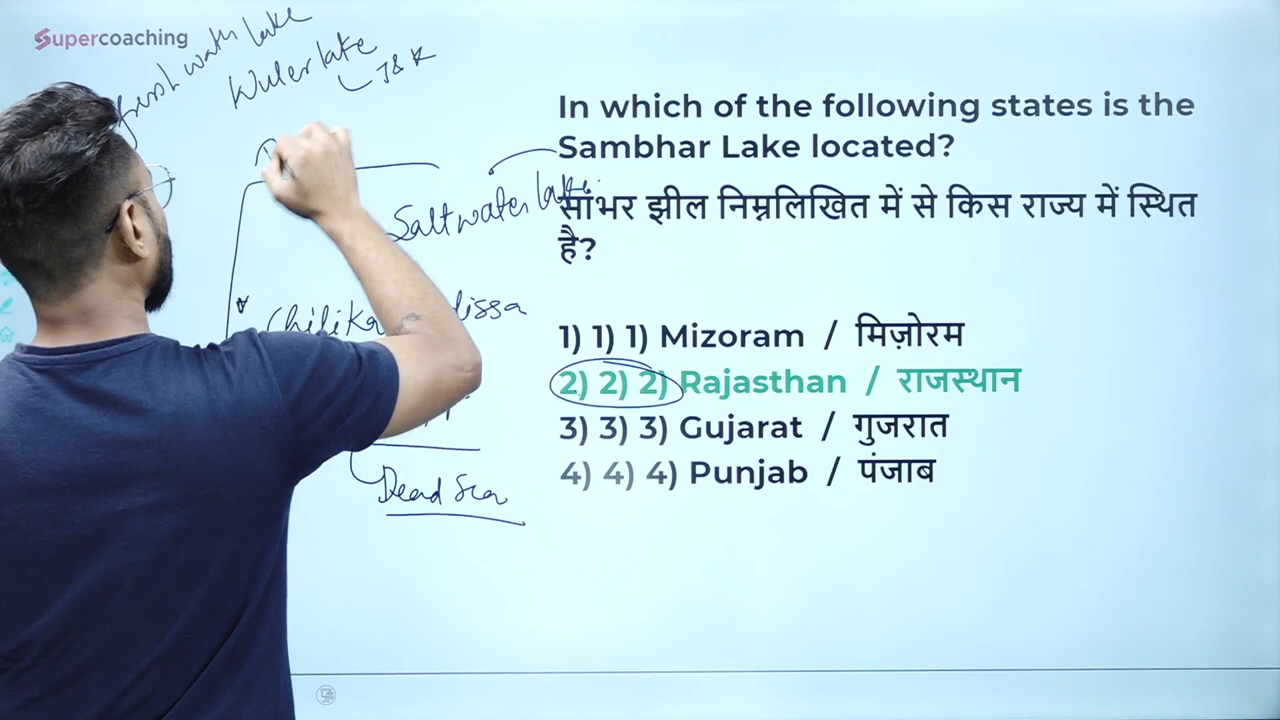 Supercoaching
fresh water lake
Wuler lake
J & K
Salt water lake
Chilika
Dead Sea
In which of the following states is the
Sambhar Lake located?
सांभर झील निम्नलिखित में से किस राज्य में स्थित
है?
1) 1) 1) Mizoram / मिज़ोरम
2) 2) 2) Rajasthan / राजस्थान
3) 3) 3) Gujarat / गुजरात
4) 4) 4) Punjab / पंजाब